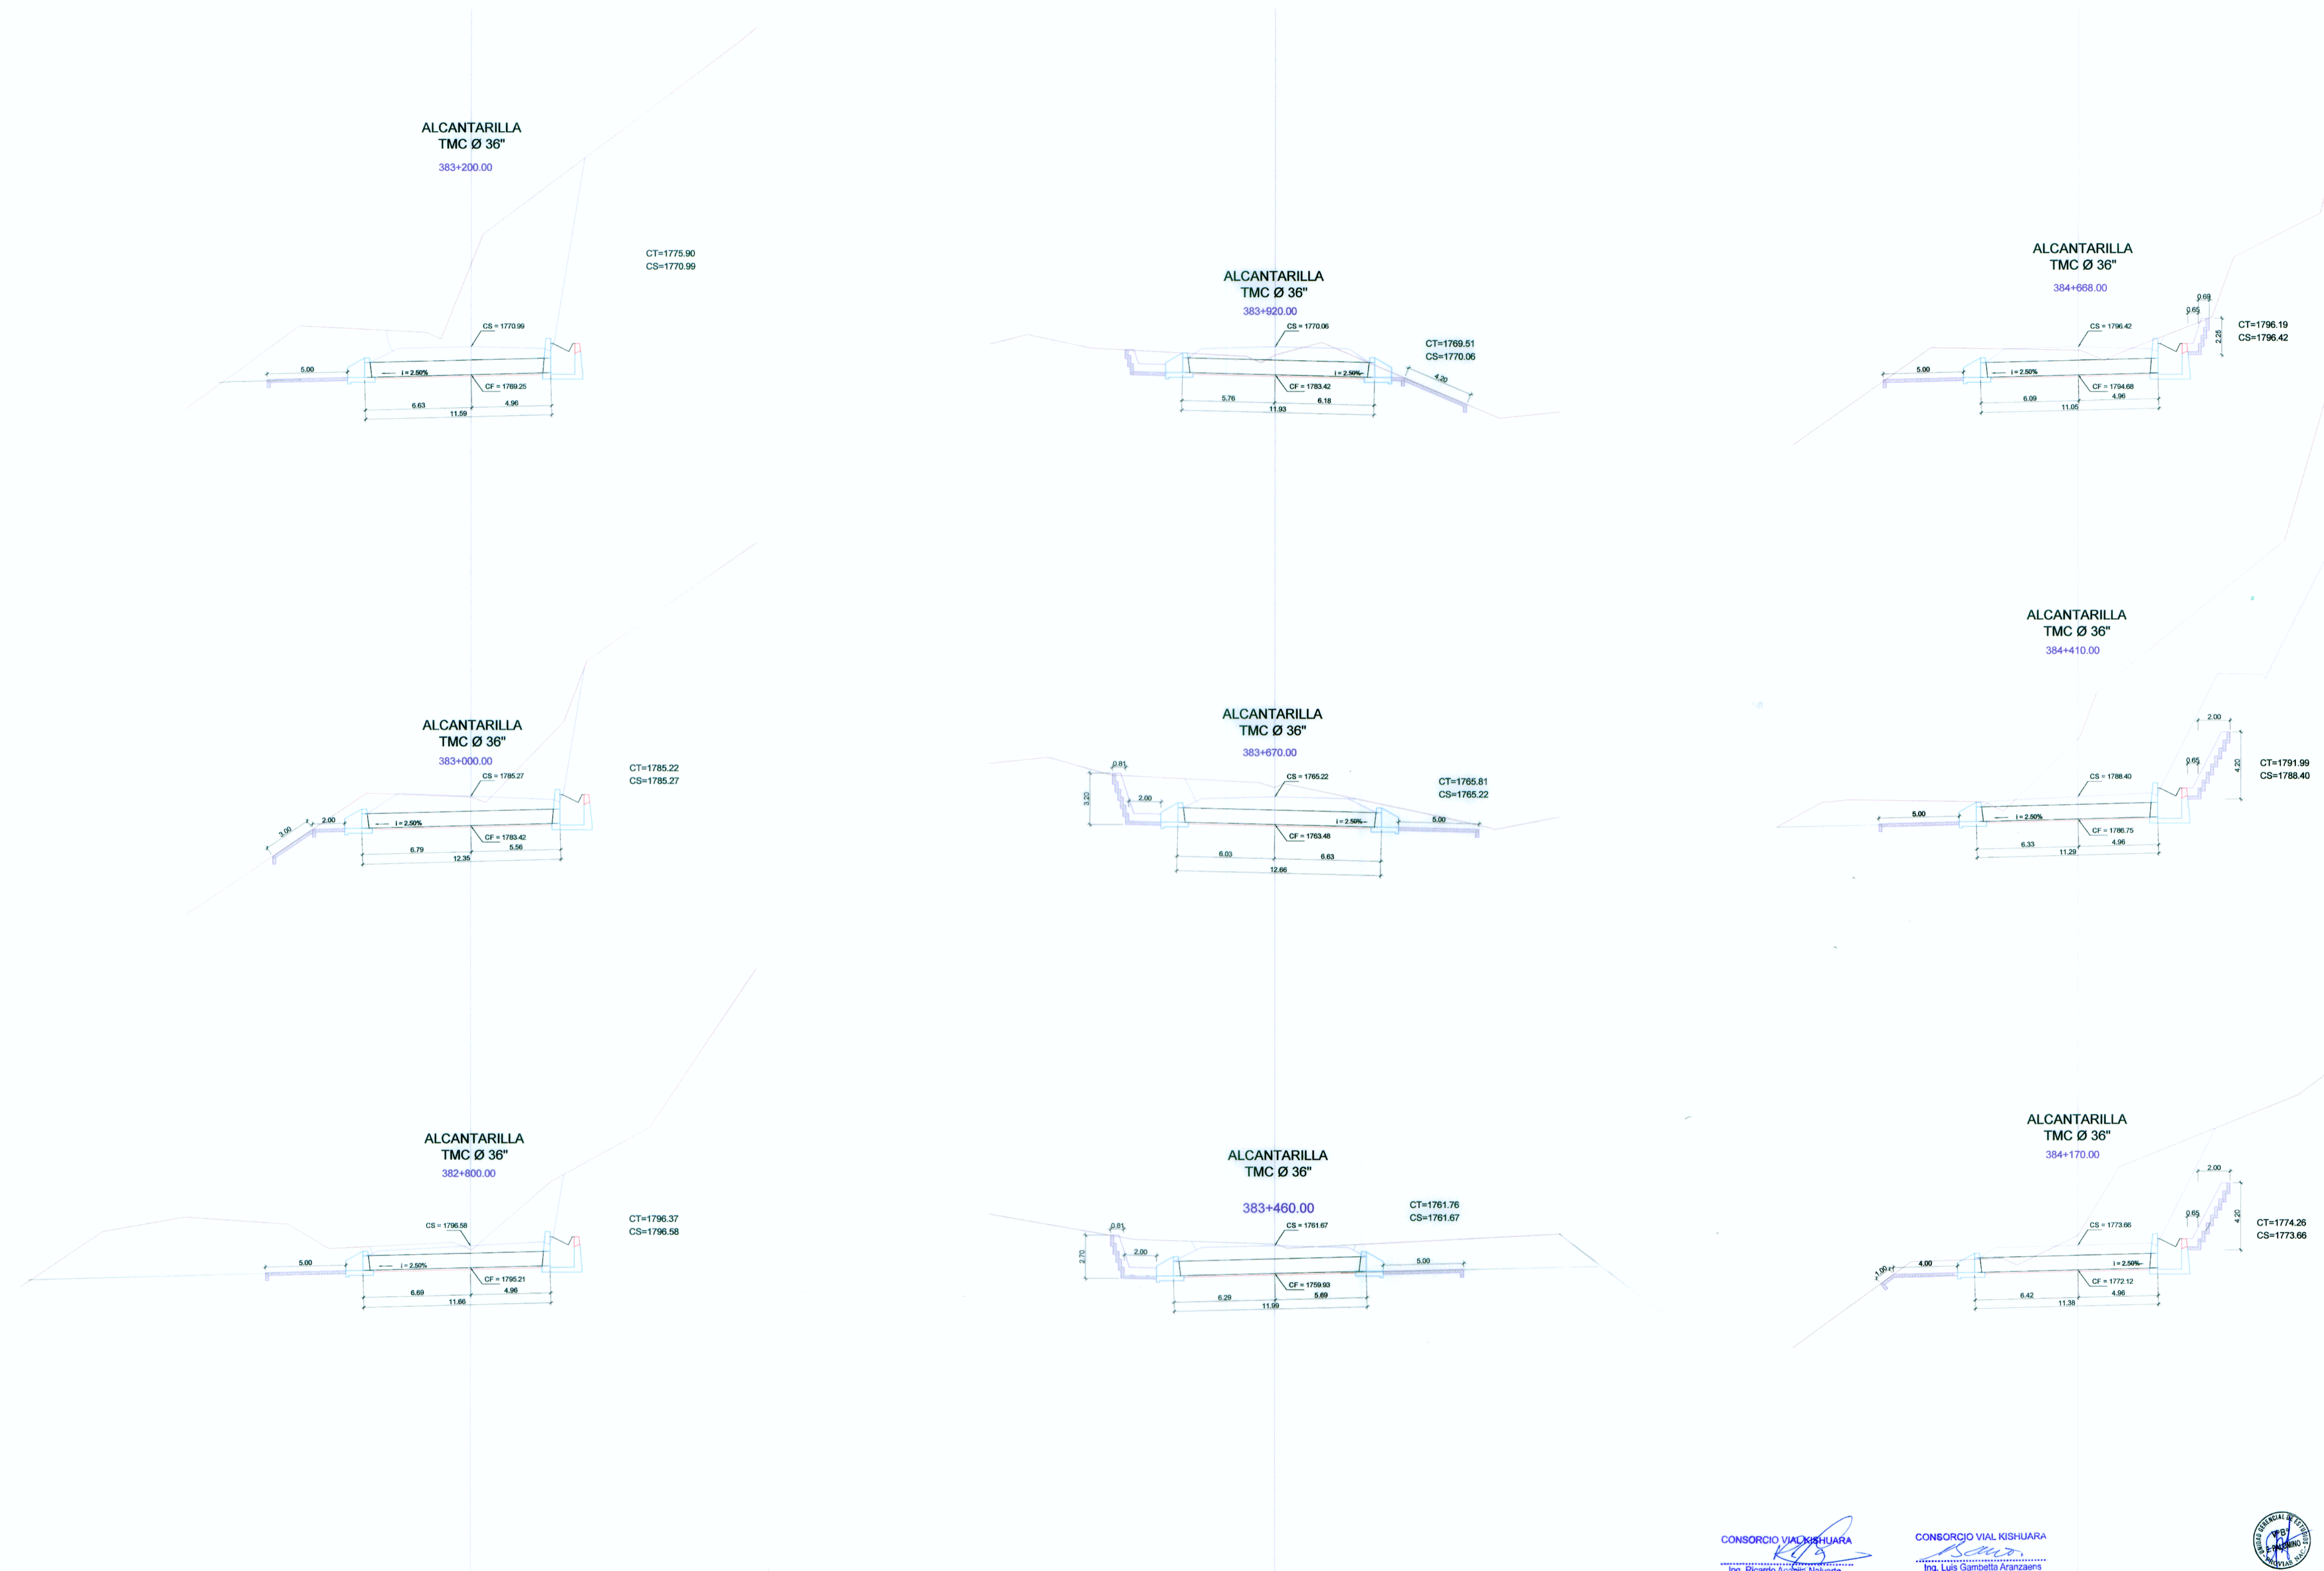 ALCANTARILLA
TMC Ø 36"
383+200.00
CT=1775.90
CS=1770.99
CS = 1770.99
5.00
i = 2.50%
CF = 1769.25
6.63
4.96
11.59
ALCANTARILLA
TMC Ø 36"
383+920.00
CS = 1770.06
CT=1769.51
CS=1770.06
4.20
i = 2.50%
CF = 1783.42
5.76
6.18
11.93
ALCANTARILLA
TMC Ø 36"
384+668.00
0.69
0.65
2.25
CT=1796.19
CS=1796.42
CS = 1796.42
5.00
i = 2.50%
CF = 1794.68
6.09
4.96
11.05
ALCANTARILLA
TMC Ø 36"
383+000.00
CS = 1785.27
CT=1785.22
CS=1785.27
3.00
2.00
i = 2.50%
CF = 1783.42
6.79
5.56
12.35
ALCANTARILLA
TMC Ø 36"
383+670.00
0.81
3.20
2.00
CS = 1765.22
CT=1765.81
CS=1765.22
5.00
i = 2.50%
CF = 1763.48
6.03
6.63
12.66
ALCANTARILLA
TMC Ø 36"
384+410.00
2.00
0.65
4.20
CT=1791.99
CS=1788.40
CS = 1788.40
5.00
i = 2.50%
CF = 1786.75
6.33
4.96
11.29
ALCANTARILLA
TMC Ø 36"
382+800.00
CS = 1796.58
CT=1796.37
CS=1796.58
5.00
i = 2.50%
CF = 1795.21
6.69
4.96
11.66
ALCANTARILLA
TMC Ø 36"
383+460.00
0.81
2.70
2.00
CS = 1761.67
CT=1761.76
CS=1761.67
5.00
CF = 1759.93
6.29
5.69
11.99
ALCANTARILLA
TMC Ø 36"
384+170.00
2.00
0.65
4.20
CT=1774.26
CS=1773.66
CS = 1773.66
1.00
4.00
i = 2.50%
CF = 1772.12
6.42
4.96
11.38
CONSORCIO VIAL KISHUARA
Ing. Ricardo
CONSORCIO VIAL KISHUARA
Ing. Luis Gambetta Aranzaens
UNIDAD GERENCIAL DE ESTUDIOS
PROVIAS NAC